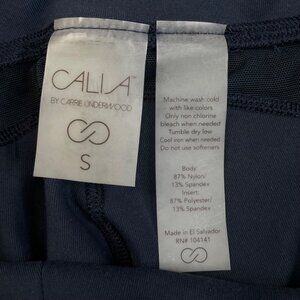 CALIA™
BY CARRIE UNDERWOOD
S
Machine wash cold
with like colors
Only non chlorine
bleach when needed
Tumble dry low
Cool iron when needed
Do not use softeners
Body:
87% Nylon/
13% Spandex
Insert:
87% Polyester/
13% Spandex
Made in El Salvador
RN# 104141